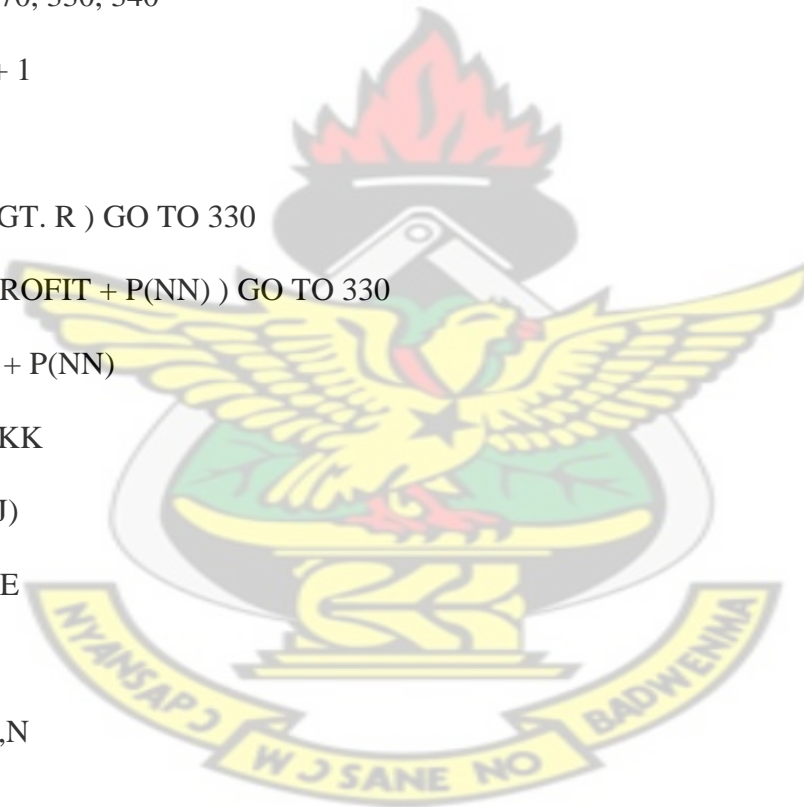 70, 330, 340
+ 1
GT. R ) GO TO 330
ROFIT + P(NN) ) GO TO 330
+ P(NN)
KK
J)
E
,N
NYANSAPƆ WƆ SANE NO BADWENMA